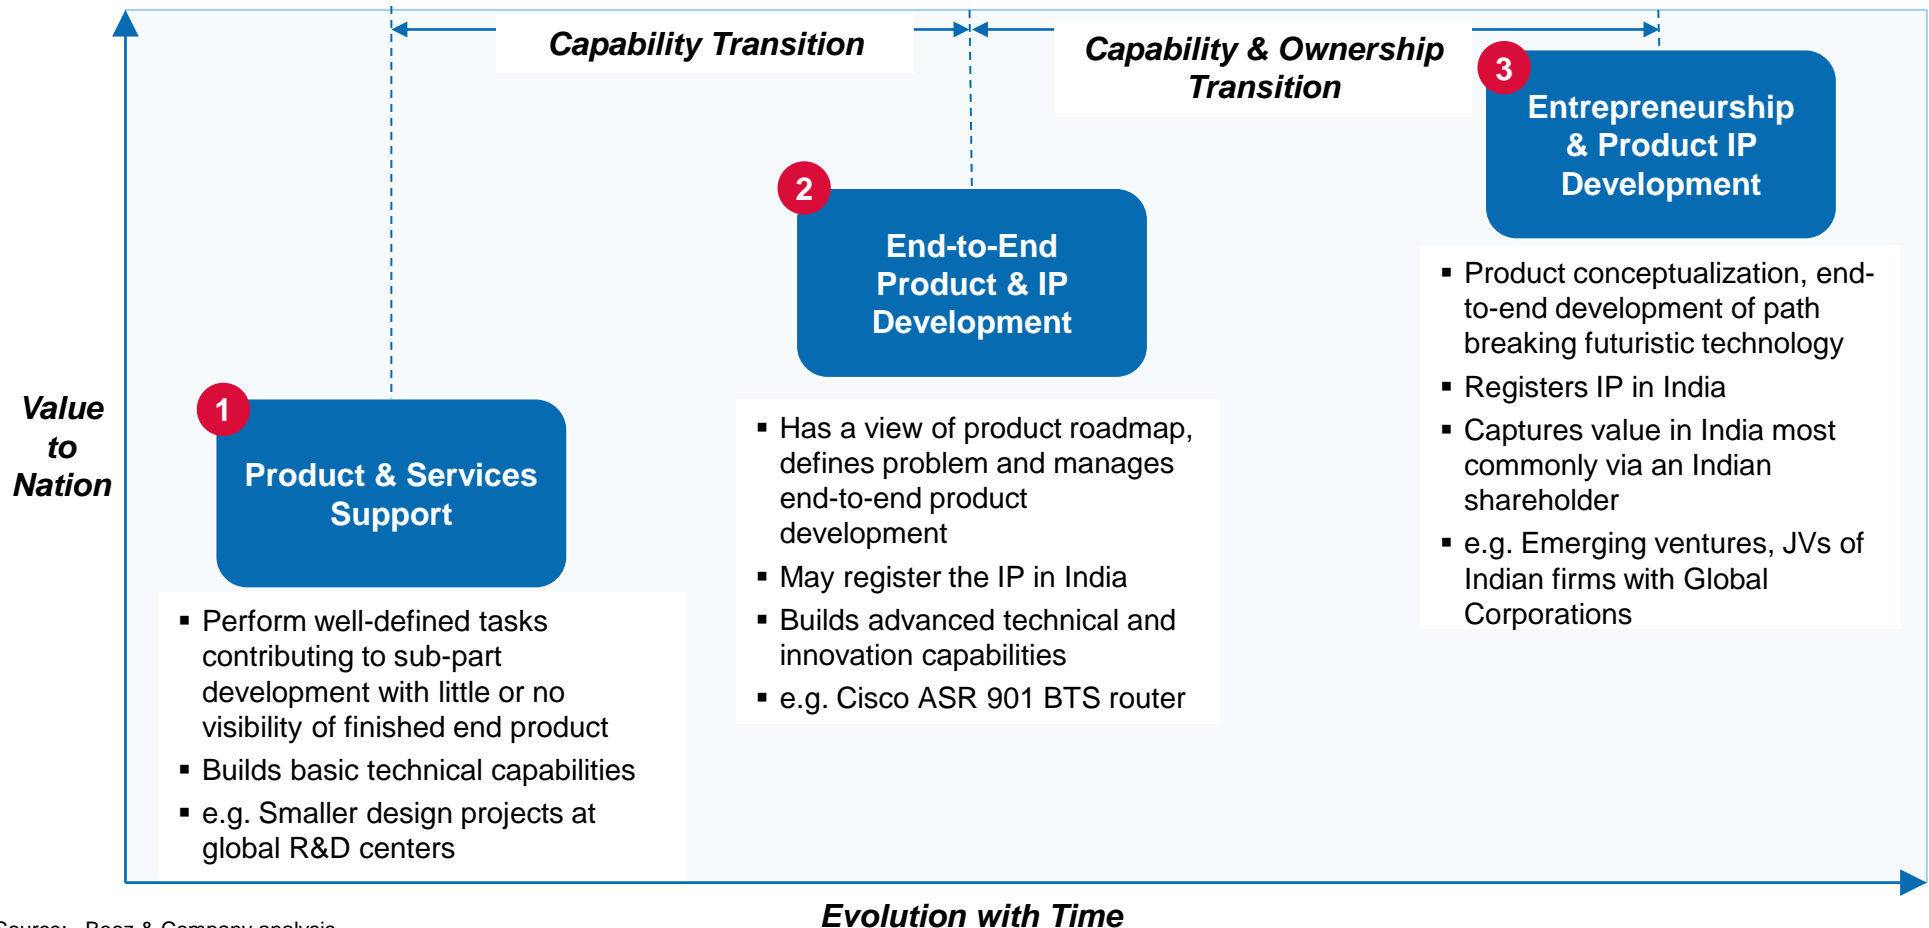 Capability Transition
Capability & Ownership
Transition
3
Entrepreneurship
& Product IP
Development
2
End-to-End
Product & IP
Development
1
Product & Services
Support
Value
to
Nation
▪ Product conceptualization, end-
to-end development of path
breaking futuristic technology
▪ Registers IP in India
▪ Captures value in India most
commonly via an Indian
shareholder
▪ e.g. Emerging ventures, JVs of
Indian firms with Global
Corporations
▪ Has a view of product roadmap,
defines problem and manages
end-to-end product
development
▪ May register the IP in India
▪ Builds advanced technical and
innovation capabilities
▪ e.g. Cisco ASR 901 BTS router
▪ Perform well-defined tasks
contributing to sub-part
development with little or no
visibility of finished end product
▪ Builds basic technical capabilities
▪ e.g. Smaller design projects at
global R&D centers
Evolution with Time
Source: Booz & Company analysis